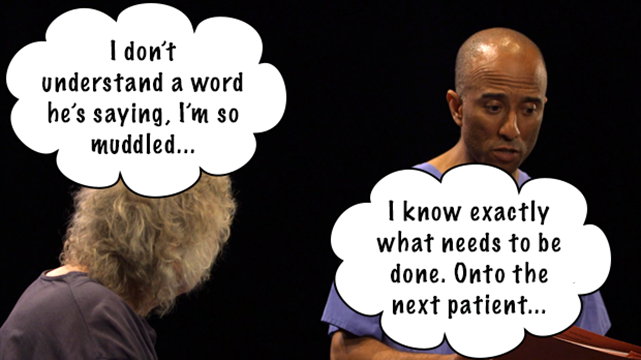 I don't
understand a word
he's saying, I'm so
muddled...
I know exactly
what needs to be
done. Onto the
next patient...